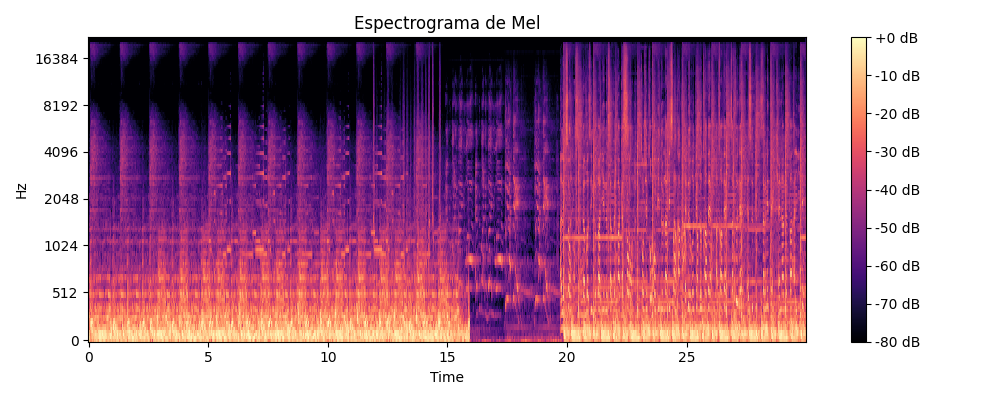 Espectrograma de Mel
Hz
16384
8192
4096
2048
1024
512
0
0 5 10 15 20 25
Time
+0 dB
-10 dB
-20 dB
-30 dB
-40 dB
-50 dB
-60 dB
-70 dB
-80 dB